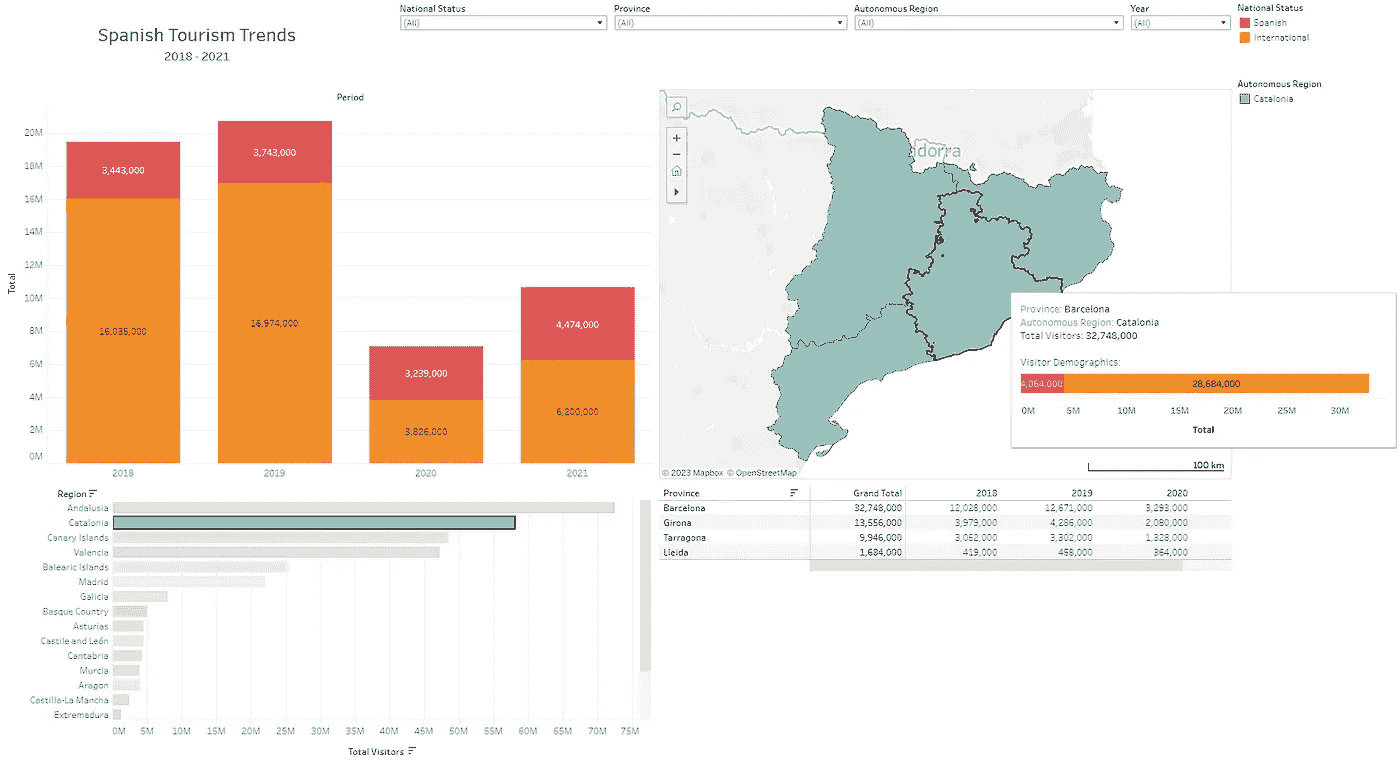 Spanish Tourism Trends
2018 - 2021
National Status
(All)
Province
(All)
Autonomous Region
(All)
Year
(All)
National Status
Spanish
International
Autonomous Region
Catalonia
Period
Total
20M
18M
16M
14M
12M
10M
8M
6M
4M
2M
0M
3,443,000
16,035,000
3,743,000
16,974,000
3,239,000
3,826,000
4,474,000
6,200,000
2018 2019 2020 2021
dorra
Province: Barcelona
Autonomous Region: Catalonia
Total Visitors: 32,748,000
Visitor Demographics:
4,064,000 28,684,000
0M 5M 10M 15M 20M 25M 30M
Total
© 2023 Mapbox © OpenStreetMap
100 km
Region
Andalusia
Catalonia
Canary Islands
Valencia
Balearic Islands
Madrid
Galicia
Basque Country
Asturias
Castile and León
Cantabria
Murcia
Aragon
Castilla-La Mancha
Extremadura
0M 5M 10M 15M 20M 25M 30M 35M 40M 45M 50M 55M 60M 65M 70M 75M
Total Visitors
Province Grand Total 2018 2019 2020
Barcelona 32,748,000 12,028,000 12,671,000 3,293,000
Girona 13,556,000 3,979,000 4,286,000 2,080,000
Tarragona 9,946,000 3,052,000 3,302,000 1,328,000
Lleida 1,684,000 419,000 458,000 364,000